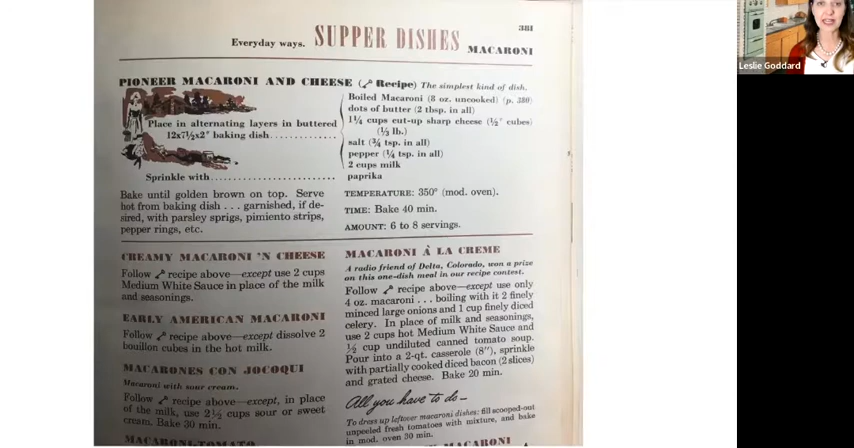 381
Everyday ways. SUPPER DISHES MACARONI
PIONEER MACARONI AND CHEESE ( Recipe) The simplest kind of dish.
Place in alternating layers in buttered
12x7½x2" baking dish
Boiled Macaroni (8 oz. uncooked) (p. 380)
dots of butter (2 tbsp. in all)
1¼ cups cut-up sharp cheese (½" cubes)
(⅓ lb.)
salt (¾ tsp. in all)
pepper (¼ tsp. in all)
2 cups milk
Sprinkle with
paprika
Bake until golden brown on top. Serve
hot from baking dish . . . garnished, if de-
sired, with parsley sprigs, pimiento strips,
pepper rings, etc.
TEMPERATURE: 350° (mod. oven).
TIME: Bake 40 min.
AMOUNT: 6 to 8 servings.
CREAMY MACARONI 'N CHEESE
Follow recipe above—except use 2 cups
Medium White Sauce in place of the milk
and seasonings.
EARLY AMERICAN MACARONI
Follow recipe above—except dissolve 2
bouillon cubes in the hot milk.
MACARONES CON JOCOQUI
Macaroni with sour cream.
Follow recipe above—except, in place
of the milk, use 2½ cups sour or sweet
cream. Bake 30 min.
MACARONI-TOMATO
MACARONI À LA CREME
A radio friend of Delta, Colorado, won a prize
on this one-dish meal in our recipe contest.
Follow recipe above—except use only
4 oz. macaroni . . . boiling with it 2 finely
minced large onions and 1 cup finely diced
celery. In place of milk and seasonings,
use 2 cups hot Medium White Sauce and
½ cup undiluted canned tomato soup.
Pour into a 2-qt. casserole (8"), sprinkle
with partially cooked diced bacon (2 slices)
and grated cheese. Bake 20 min.
All you have to do—
To dress up leftover macaroni dishes: fill scooped-out
unpeeled fresh tomatoes with mixture, and bake
in mod. oven 30 min.
MACARONI
Leslie Goddard